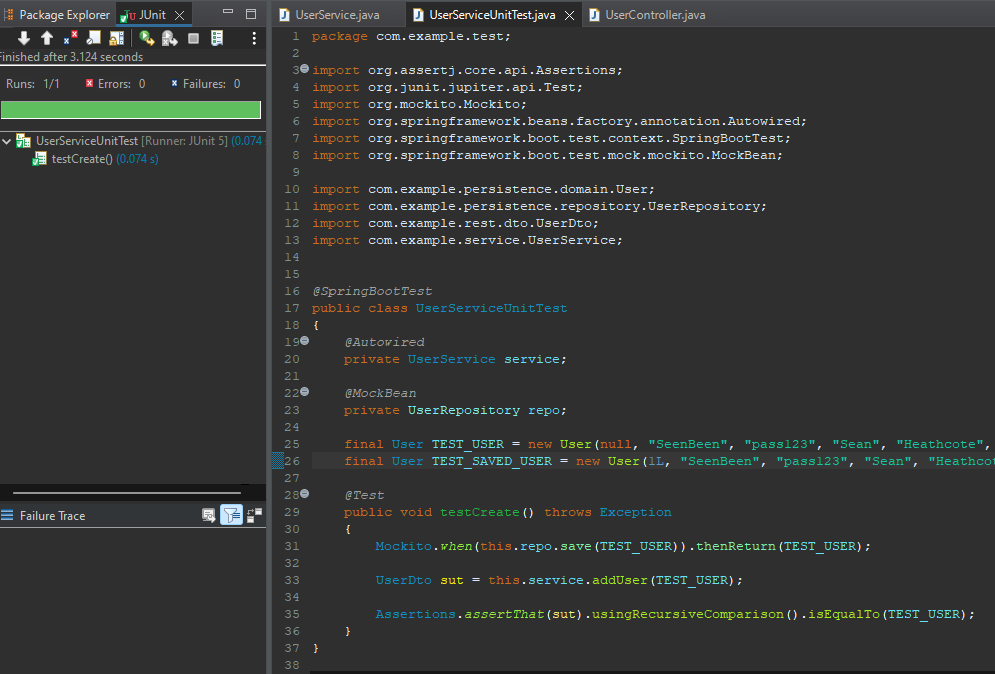 Package Explorer
JUnit
Finished after 3.124 seconds
Runs: 1/1
Errors: 0
Failures: 0
UserServiceUnitTest [Runner: JUnit 5] (0.074
testCreate() (0.074 s)
Failure Trace
UserService.java
UserServiceUnitTest.java
UserController.java
1 package com.example.test;
2
3 import org.assertj.core.api.Assertions;
4 import org.junit.jupiter.api.Test;
5 import org.mockito.Mockito;
6 import org.springframework.beans.factory.annotation.Autowired;
7 import org.springframework.boot.test.context.SpringBootTest;
8 import org.springframework.boot.test.mock.mockito.MockBean;
9
10 import com.example.persistence.domain.User;
11 import com.example.persistence.repository.UserRepository;
12 import com.example.rest.dto.UserDto;
13 import com.example.service.UserService;
14
15
16 @SpringBootTest
17 public class UserServiceUnitTest
18 {
19 @Autowired
20 private UserService service;
21
22 @MockBean
23 private UserRepository repo;
24
25 final User TEST_USER = new User(null, "SeenBeen", "pass123", "Sean", "Heathcote",
26 final User TEST_SAVED_USER = new User(1L, "SeenBeen", "pass123", "Sean", "Heathcot
27
28 @Test
29 public void testCreate() throws Exception
30 {
31 Mockito.when(this.repo.save(TEST_USER)).thenReturn(TEST_USER);
32
33 UserDto sut = this.service.addUser(TEST_USER);
34
35 Assertions.assertThat(sut).usingRecursiveComparison().isEqualTo(TEST_USER);
36 }
37 }
38